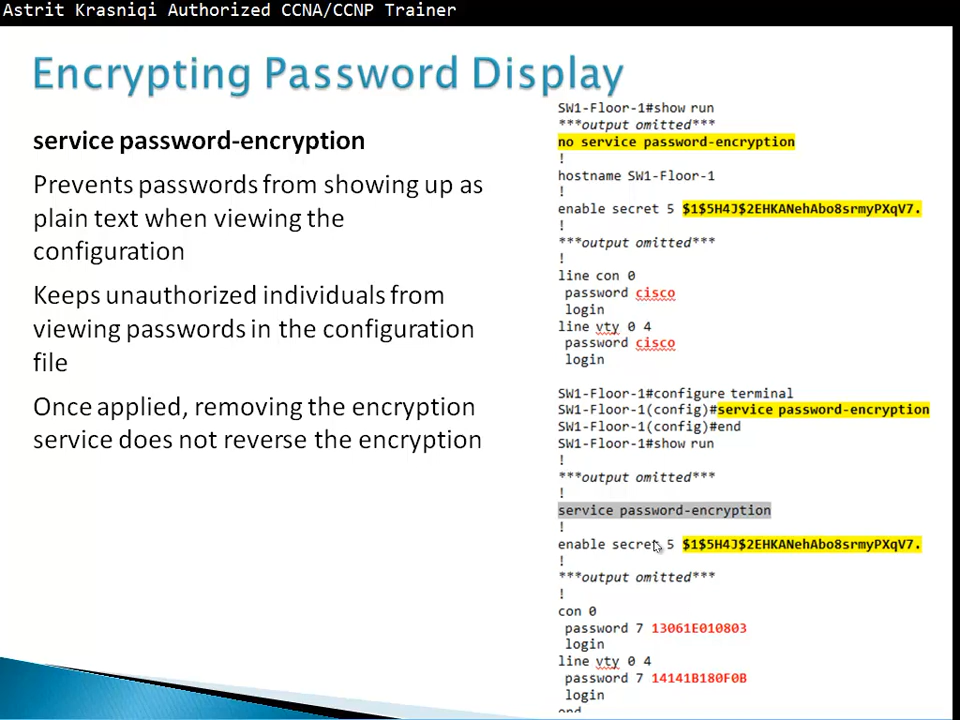 Astrit Krasniqi Authorized CCNA/CCNP Trainer
Encrypting Password Display
service password-encryption
Prevents passwords from showing up as
plain text when viewing the
configuration
Keeps unauthorized individuals from
viewing passwords in the configuration
file
Once applied, removing the encryption
service does not reverse the encryption
SW1-Floor-1#show run
***output omitted***
no service password-encryption
!
hostname SW1-Floor-1
!
enable secret 5 $1$5H4J$2EHKANehAbo8srmyPXqV7.
!
***output omitted***
!
line con 0
password cisco
login
line vty 0 4
password cisco
login
SW1-Floor-1#configure terminal
SW1-Floor-1(config)#service password-encryption
SW1-Floor-1(config)#end
SW1-Floor-1#show run
!
***output omitted***
!
service password-encryption
!
enable secret 5 $1$5H4J$2EHKANehAbo8srmyPXqV7.
!
***output omitted***
!
con 0
password 7 13061E010803
login
line vty 0 4
password 7 14141B180F0B
login
end